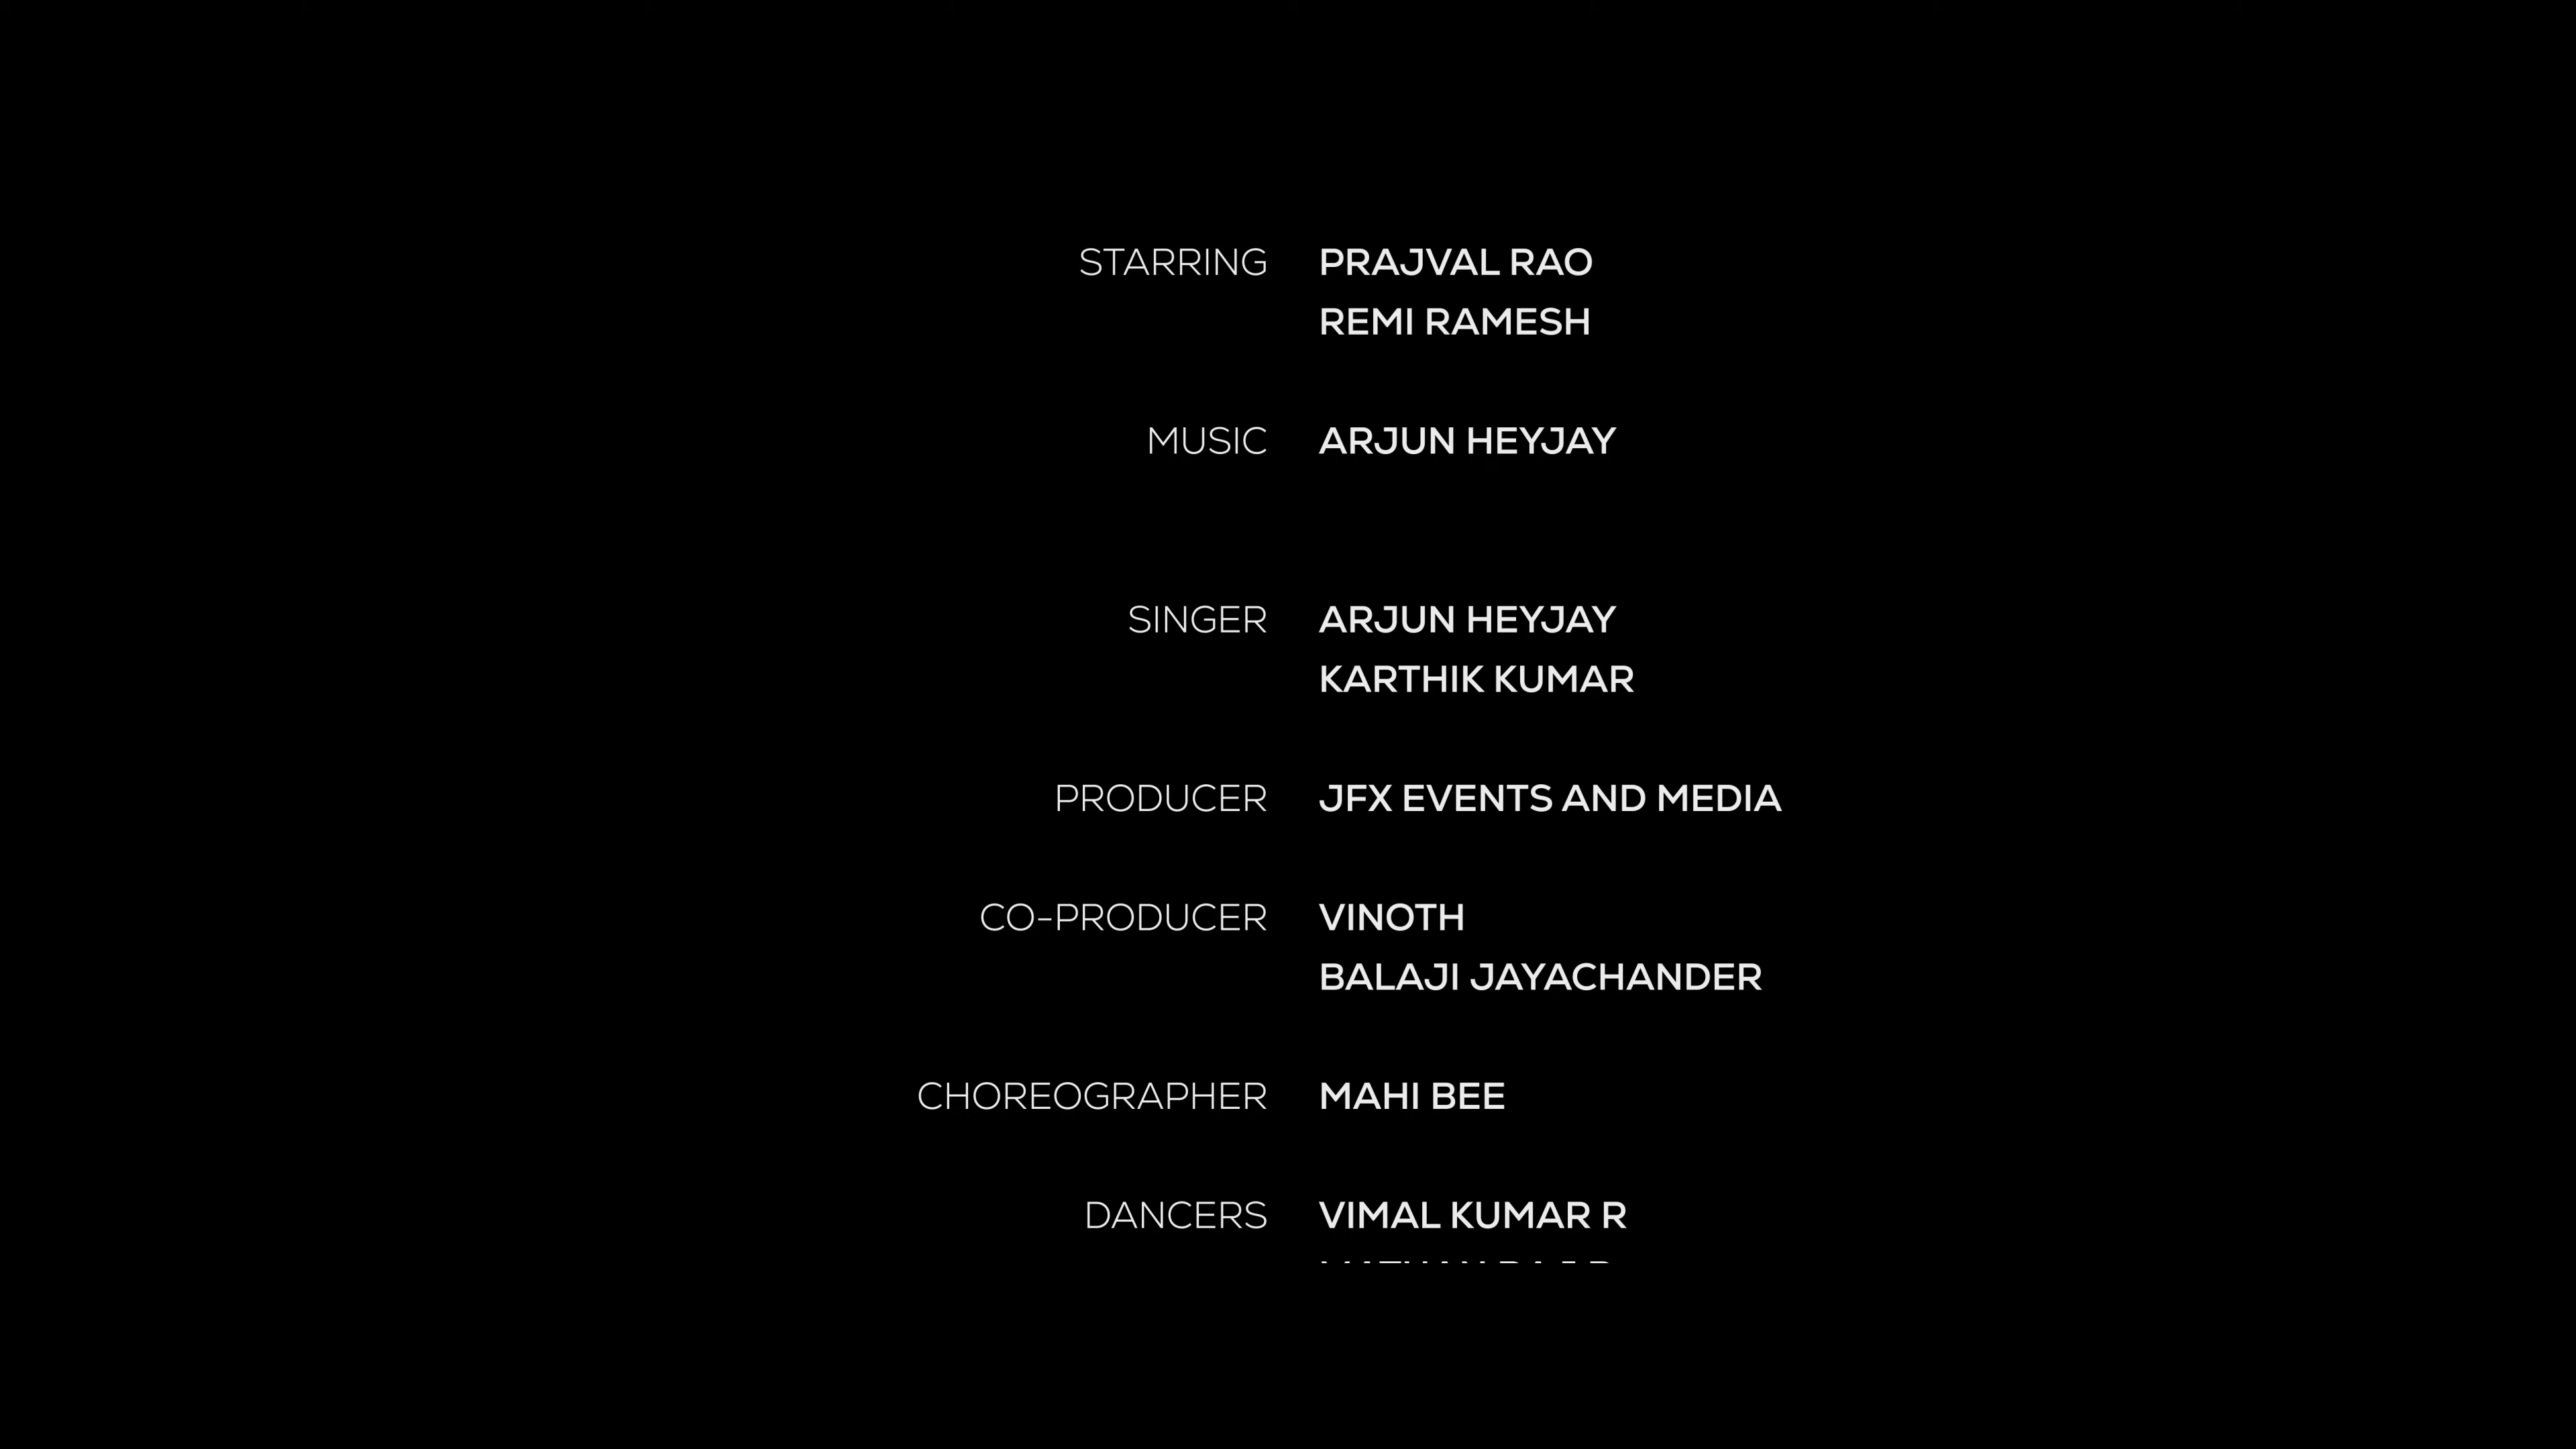 STARRING PRAJVAL RAO
REMI RAMESH
MUSIC ARJUN HEYJAY
SINGER ARJUN HEYJAY
KARTHIK KUMAR
PRODUCER JFX EVENTS AND MEDIA
CO-PRODUCER VINOTH
BALAJI JAYACHANDER
CHOREOGRAPHER MAHI BEE
DANCERS VIMAL KUMAR R